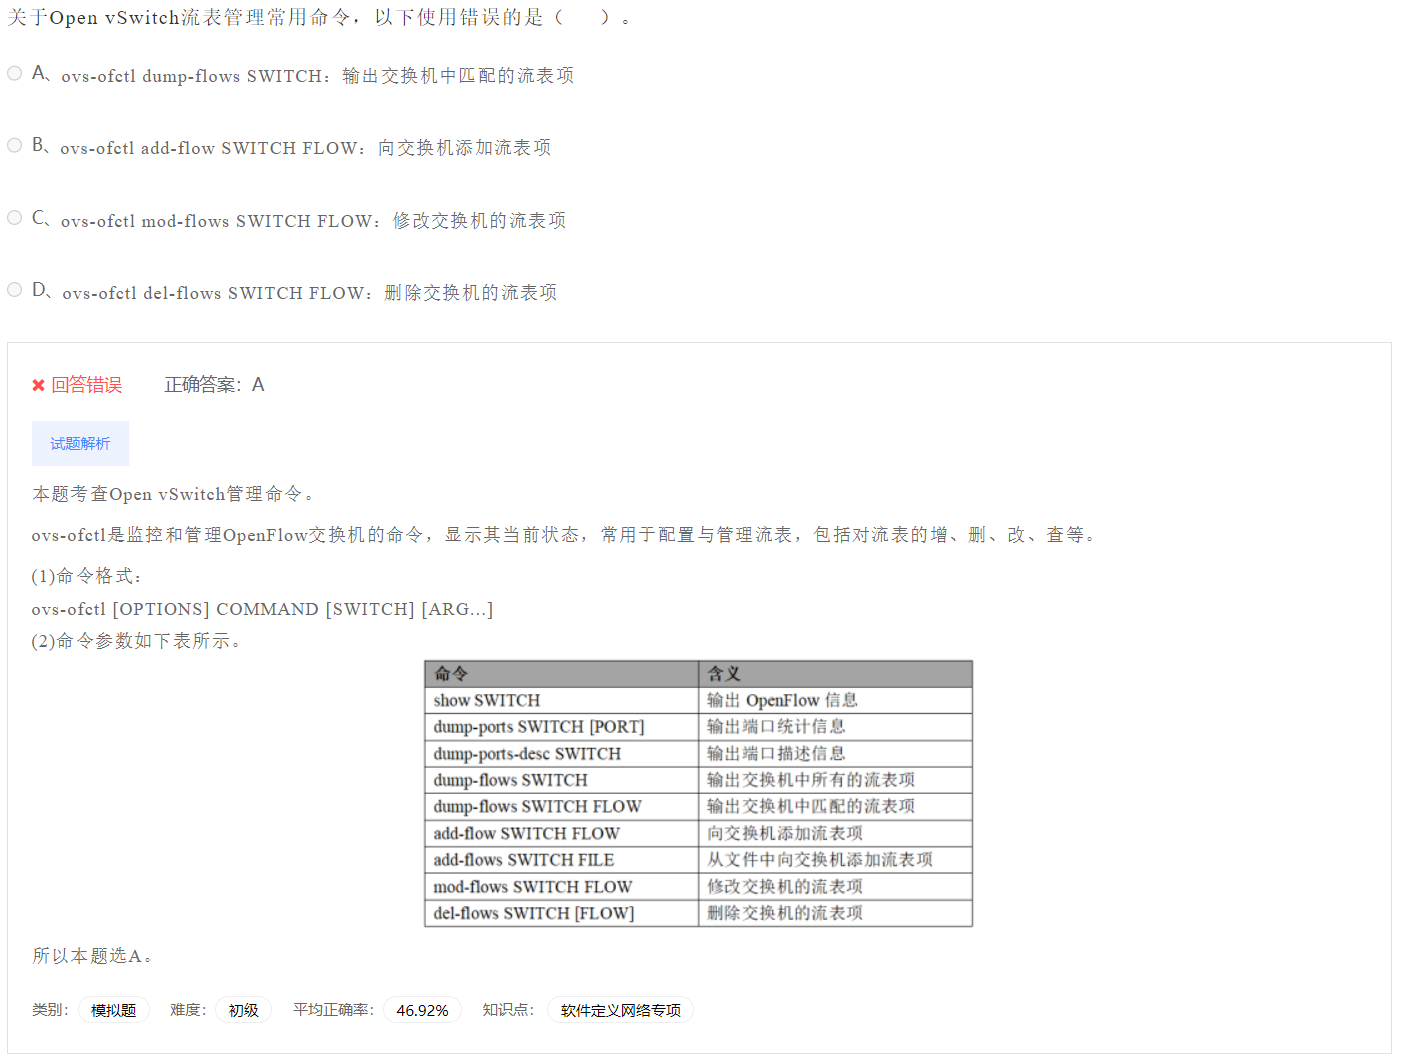 关于Open vSwitch流表管理常用命令，以下使用错误的是（　　）。
A、ovs-ofctl dump-flows SWITCH：输出交换机中匹配的流表项
B、ovs-ofctl add-flow SWITCH FLOW：向交换机添加流表项
C、ovs-ofctl mod-flows SWITCH FLOW：修改交换机的流表项
D、ovs-ofctl del-flows SWITCH FLOW：删除交换机的流表项
回答错误　正确答案：A
试题解析
本题考查Open vSwitch管理命令。
ovs-ofctl是监控和管理OpenFlow交换机的命令，显示其当前状态，常用于配置与管理流表，包括对流表的增、删、改、查等。
(1)命令格式：
ovs-ofctl [OPTIONS] COMMAND [SWITCH] [ARG...]
(2)命令参数如下表所示。
命令　含义
show SWITCH　输出 OpenFlow 信息
dump-ports SWITCH [PORT]　输出端口统计信息
dump-ports-desc SWITCH　输出端口描述信息
dump-flows SWITCH　输出交换机中所有的流表项
dump-flows SWITCH FLOW　输出交换机中匹配的流表项
add-flow SWITCH FLOW　向交换机添加流表项
add-flows SWITCH FILE　从文件中向交换机添加流表项
mod-flows SWITCH FLOW　修改交换机的流表项
del-flows SWITCH [FLOW]　删除交换机的流表项
所以本题选A。
类别：模拟题　难度：初级　平均正确率：46.92%　知识点：软件定义网络专项